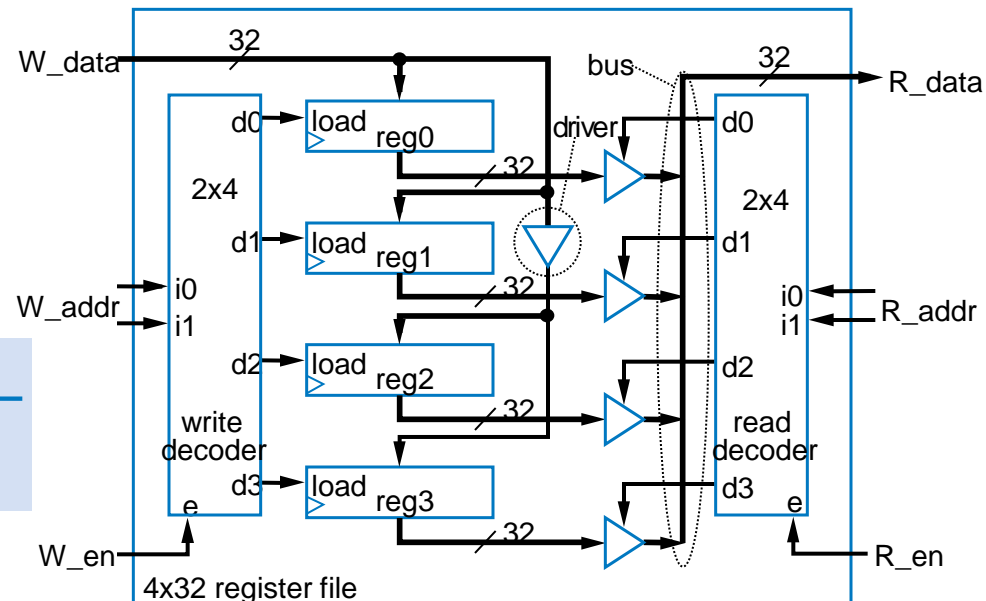 32
W_data
bus
32
R_data
d0
load
reg0
driver
d0
32
2x4
2x4
d1
load
reg1
d1
32
W_addr
i0
i1
i0
i1
R_addr
d2
load
reg2
d2
32
write
decoder
read
decoder
d3
load
reg3
d3
e
32
e
W_en
R_en
4x32 register file